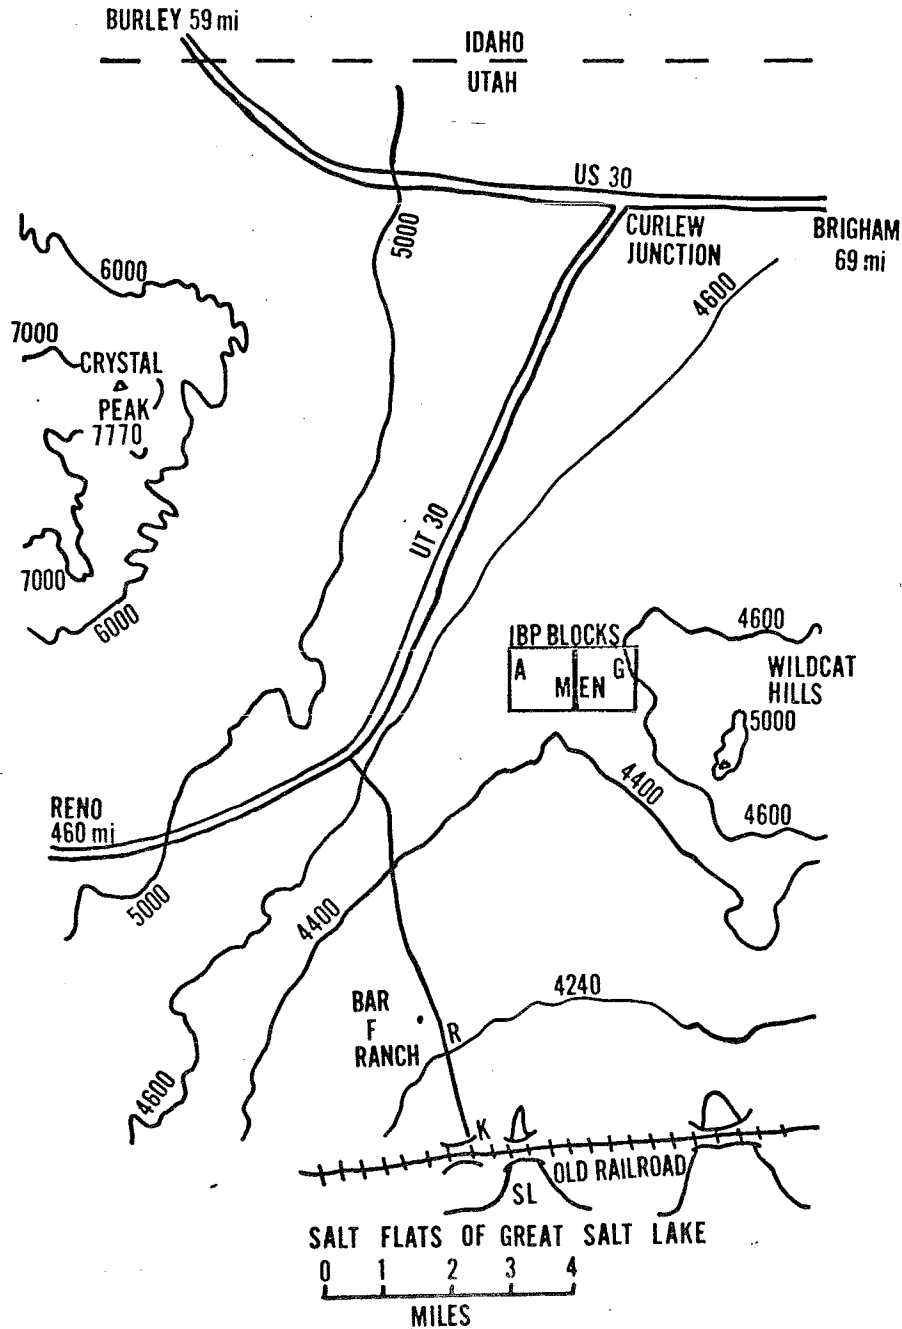 BURLEY 59 mi
IDAHO
UTAH
US 30
5000
CURLEW
JUNCTION
BRIGHAM
69 mi
6000
4600
7000
CRYSTAL
PEAK
7770
UT 30
7000
6000
IBP BLOCKS
A
G
M
EN
4600
WILDCAT
HILLS
5000
4400
4600
RENO
460 mi
5000
4400
4240
BAR
F
RANCH
R
4600
K
OLD RAILROAD
SL
SALT FLATS OF GREAT SALT LAKE
0 1 2 3 4
MILES